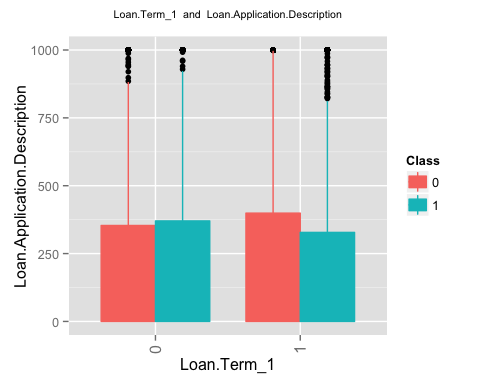 Loan.Term_1 and Loan.Application.Description
1000
750
500
250
0
Loan.Application.Description
0
1
Loan.Term_1
Class
0
1